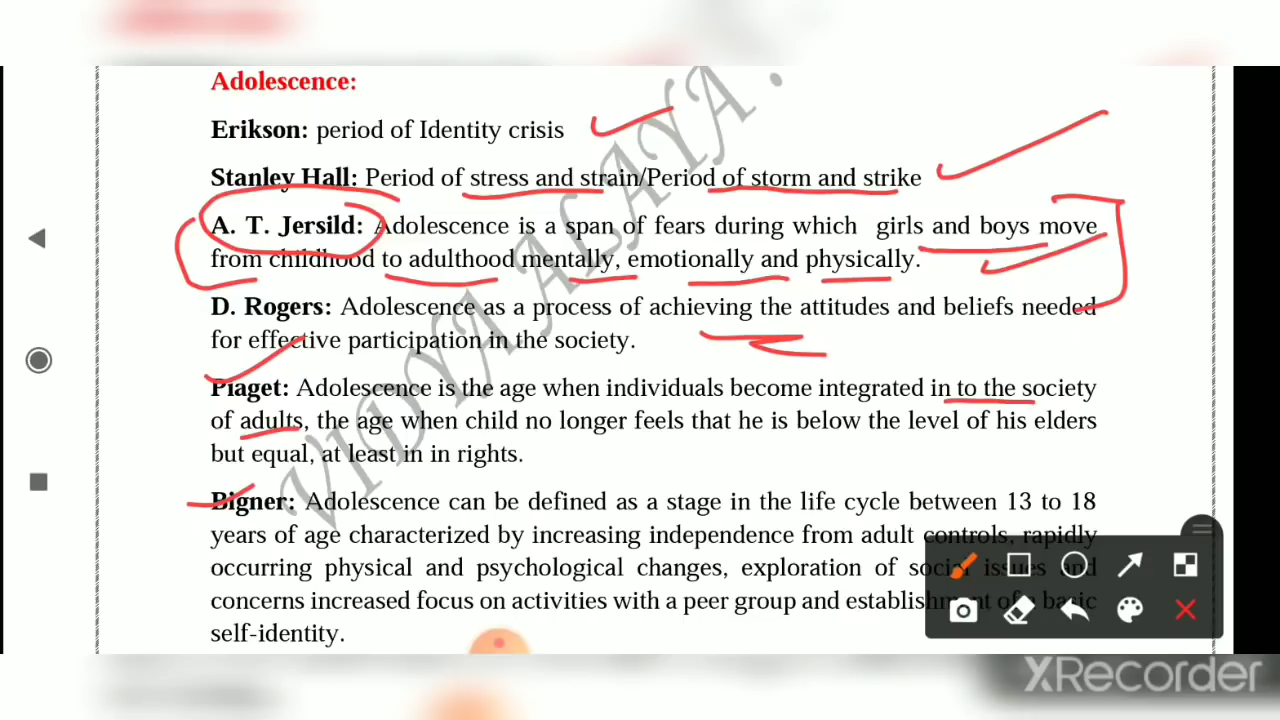 Adolescence:
Erikson: period of Identity crisis
Stanley Hall: Period of stress and strain/Period of storm and strike
A. T. Jersild: Adolescence is a span of fears during which girls and boys move
from childhood to adulthood mentally, emotionally and physically.
D. Rogers: Adolescence as a process of achieving the attitudes and beliefs needed
for effective participation in the society.
Piaget: Adolescence is the age when individuals become integrated in to the society
of adults, the age when child no longer feels that he is below the level of his elders
but equal, at least in in rights.
Bigner: Adolescence can be defined as a stage in the life cycle between 13 to 18
years of age characterized by increasing independence from adult controls, rapidly
occurring physical and psychological changes, exploration of social issues and
concerns increased focus on activities with a peer group and establishment of a basic
self-identity.
VIDYA ALAYA.
XRecorder